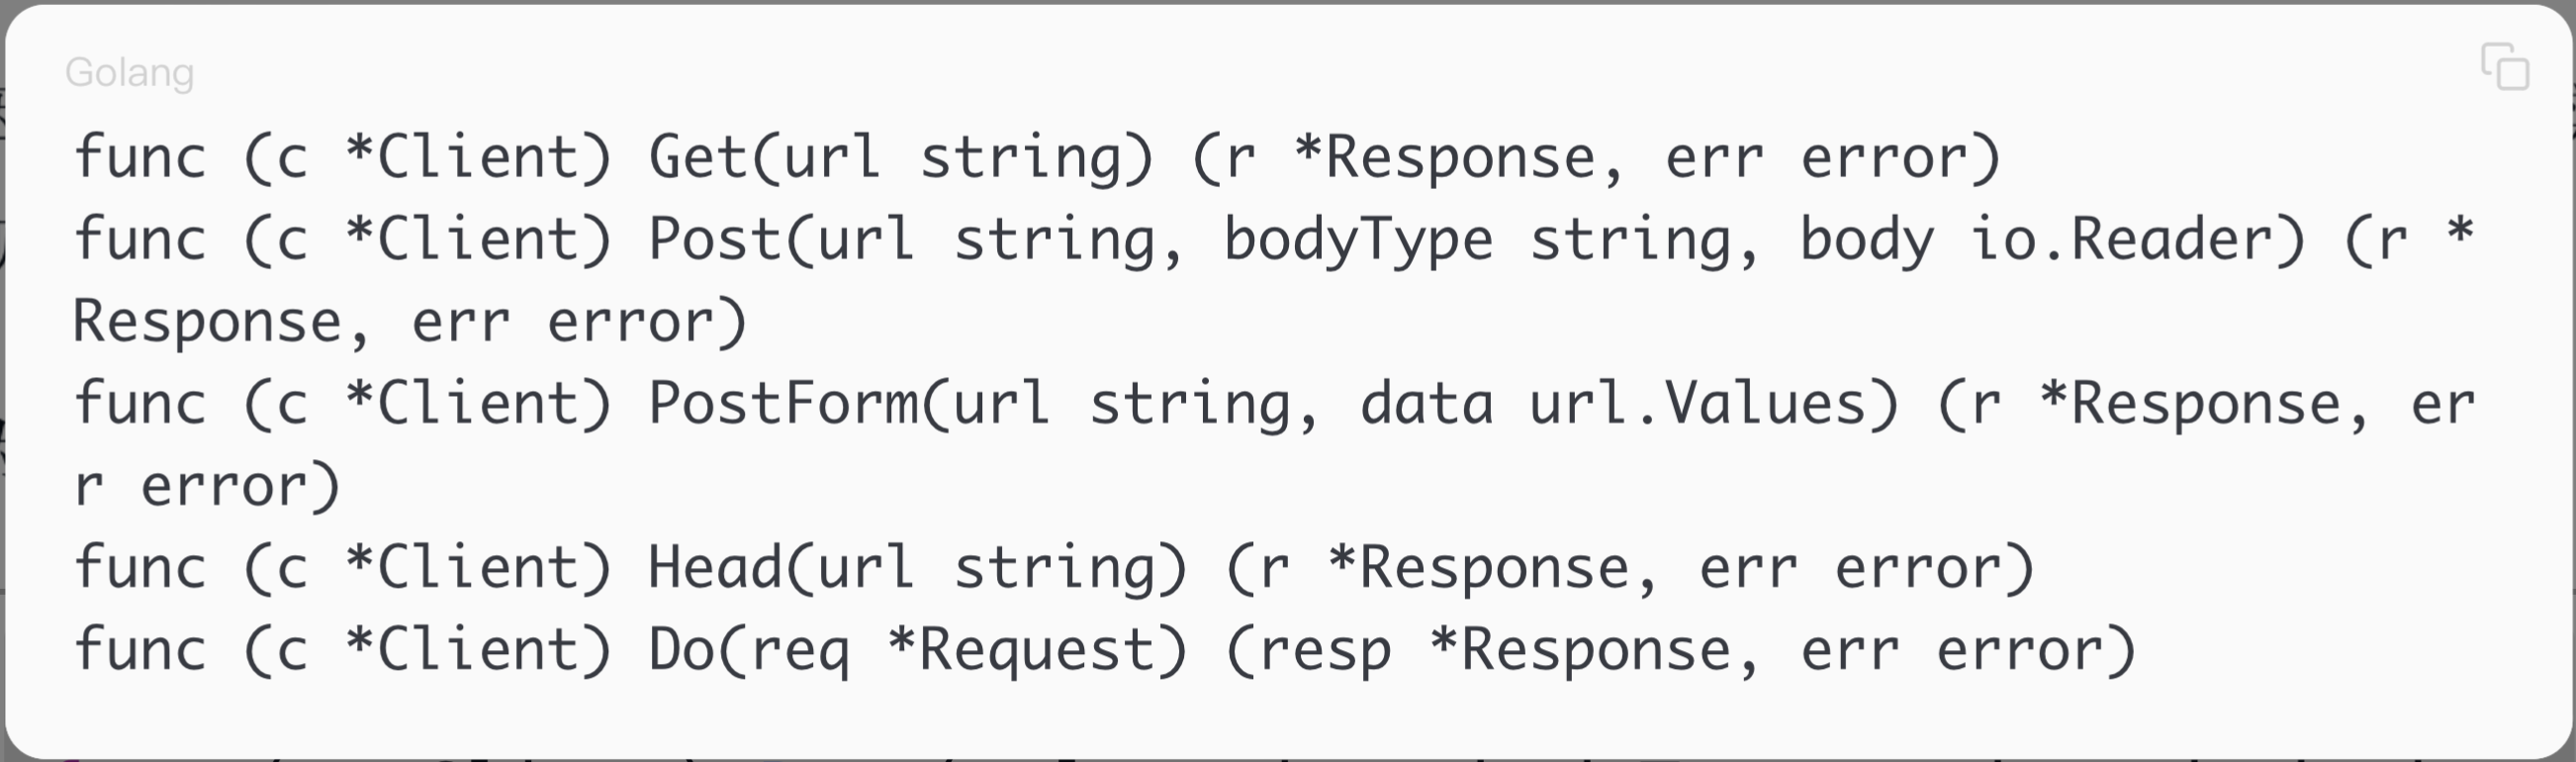 Golang
func (c *Client) Get(url string) (r *Response, err error)
func (c *Client) Post(url string, bodyType string, body io.Reader) (r *
Response, err error)
func (c *Client) PostForm(url string, data url.Values) (r *Response, er
r error)
func (c *Client) Head(url string) (r *Response, err error)
func (c *Client) Do(req *Request) (resp *Response, err error)